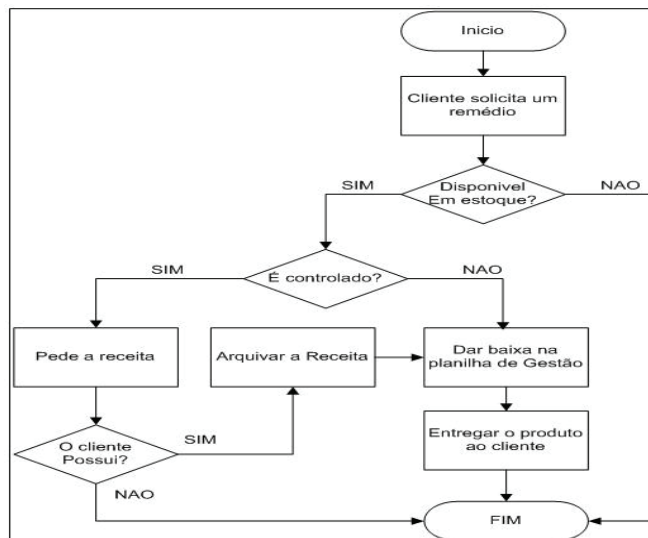 Inicio
Cliente solicita um
remédio
Disponivel
Em estoque?
SIM
NAO
É controlado?
SIM
NAO
Pede a receita
Arquivar a Receita
Dar baixa na
planilha de Gestão
O cliente
Possui?
SIM
NAO
Entregar o produto
ao cliente
FIM